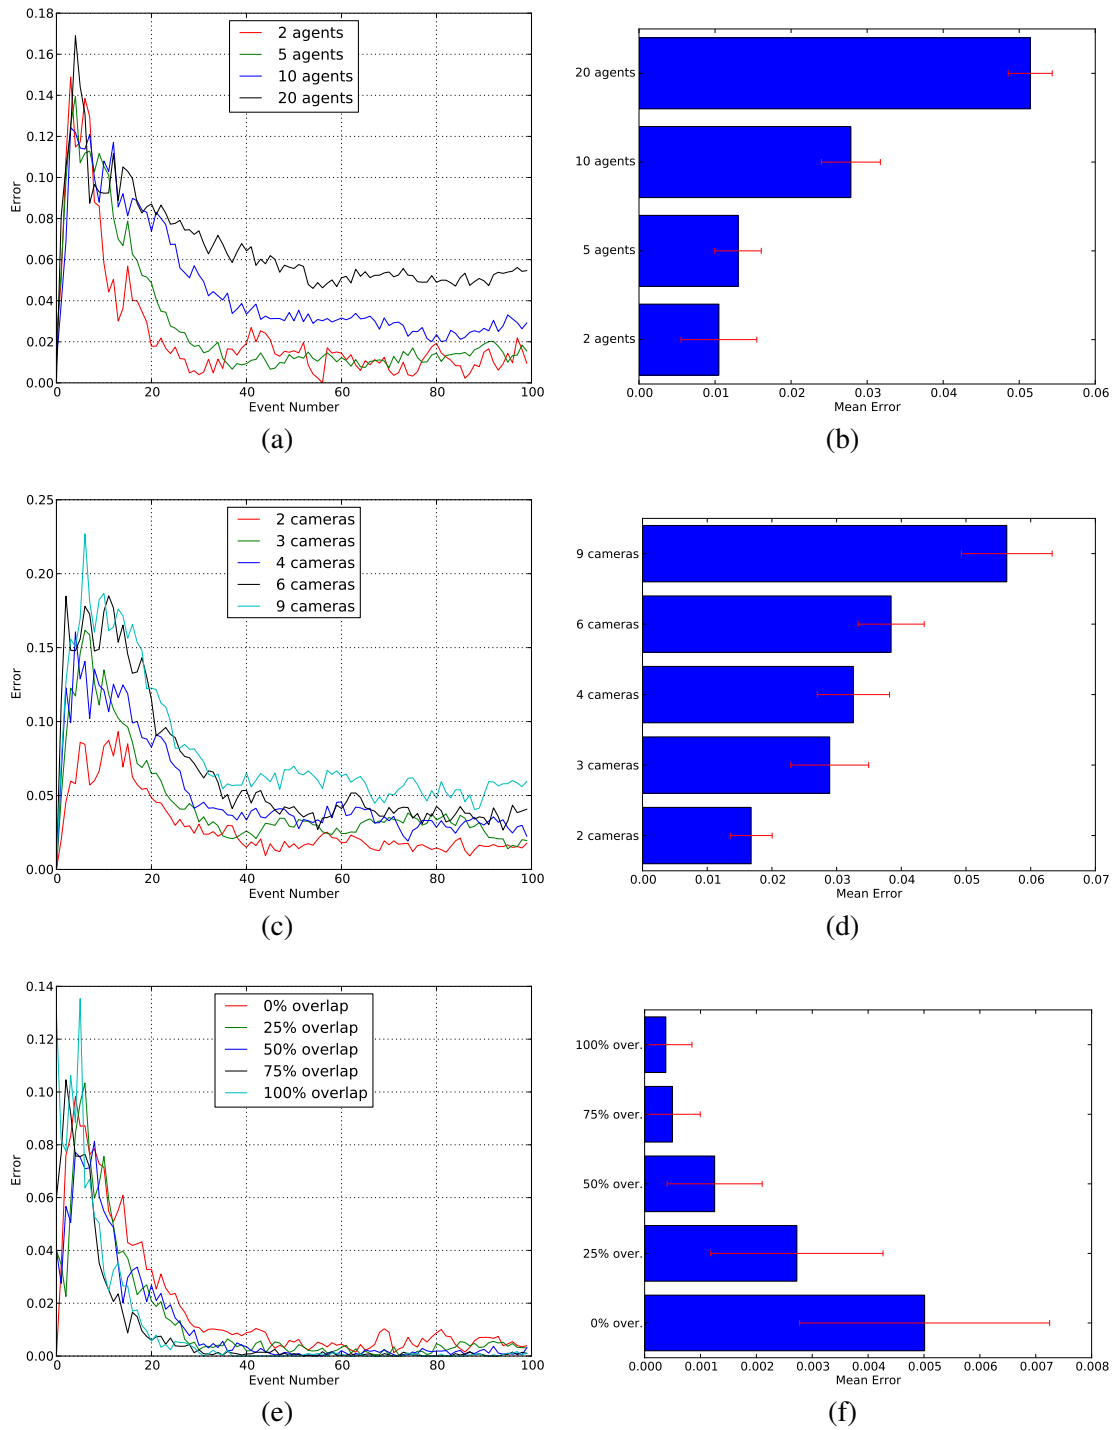 0.18
0.16
0.14
0.12
0.10
0.08
0.06
0.04
0.02
0.00
Error
2 agents
5 agents
10 agents
20 agents
0 20 40 60 80 100
Event Number
(a)
20 agents
10 agents
5 agents
2 agents
0.00 0.01 0.02 0.03 0.04 0.05 0.06
Mean Error
(b)
0.25
0.20
0.15
0.10
0.05
0.00
Error
2 cameras
3 cameras
4 cameras
6 cameras
9 cameras
0 20 40 60 80 100
Event Number
(c)
9 cameras
6 cameras
4 cameras
3 cameras
2 cameras
0.00 0.01 0.02 0.03 0.04 0.05 0.06 0.07
Mean Error
(d)
0.14
0.12
0.10
0.08
0.06
0.04
0.02
0.00
Error
0% overlap
25% overlap
50% overlap
75% overlap
100% overlap
0 20 40 60 80 100
Event Number
(e)
100% over.
75% over.
50% over.
25% over.
0% over.
0.000 0.001 0.002 0.003 0.004 0.005 0.006 0.007 0.008
Mean Error
(f)